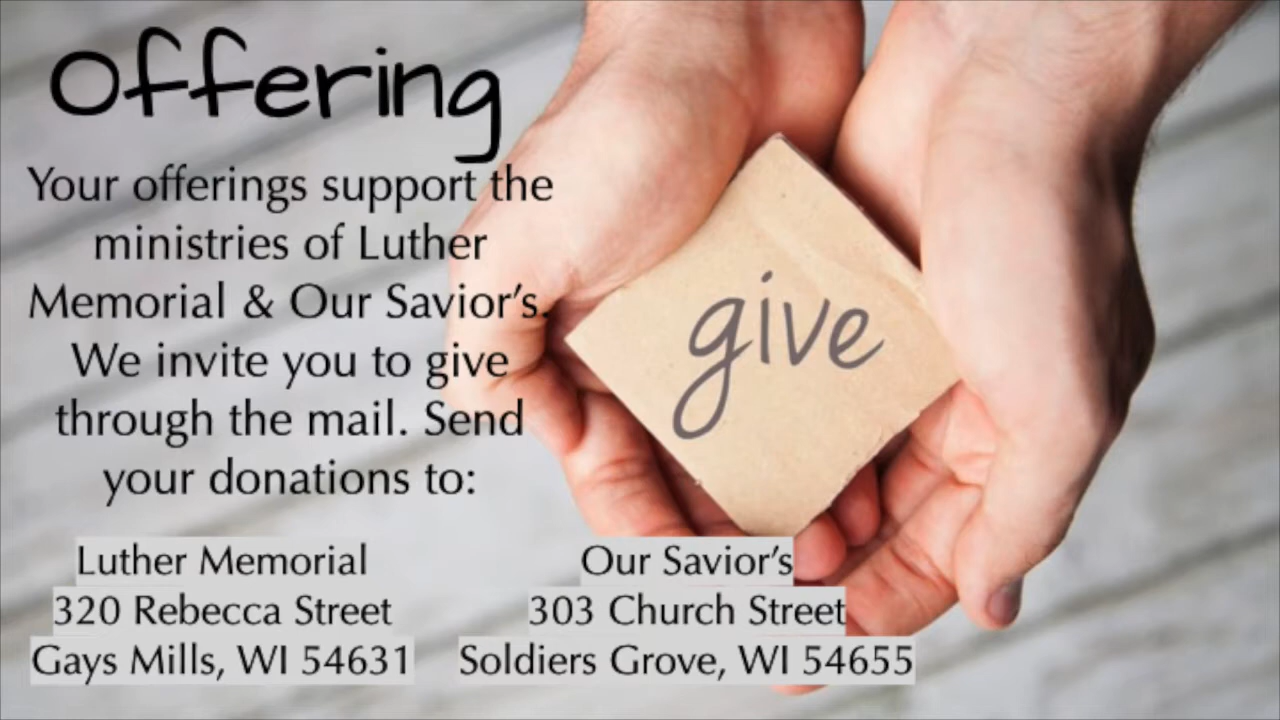 Offering
Your offerings support the
ministries of Luther
Memorial & Our Savior's.
We invite you to give
through the mail. Send
your donations to:
give
Luther Memorial
320 Rebecca Street
Gays Mills, WI 54631
Our Savior's
303 Church Street
Soldiers Grove, WI 54655